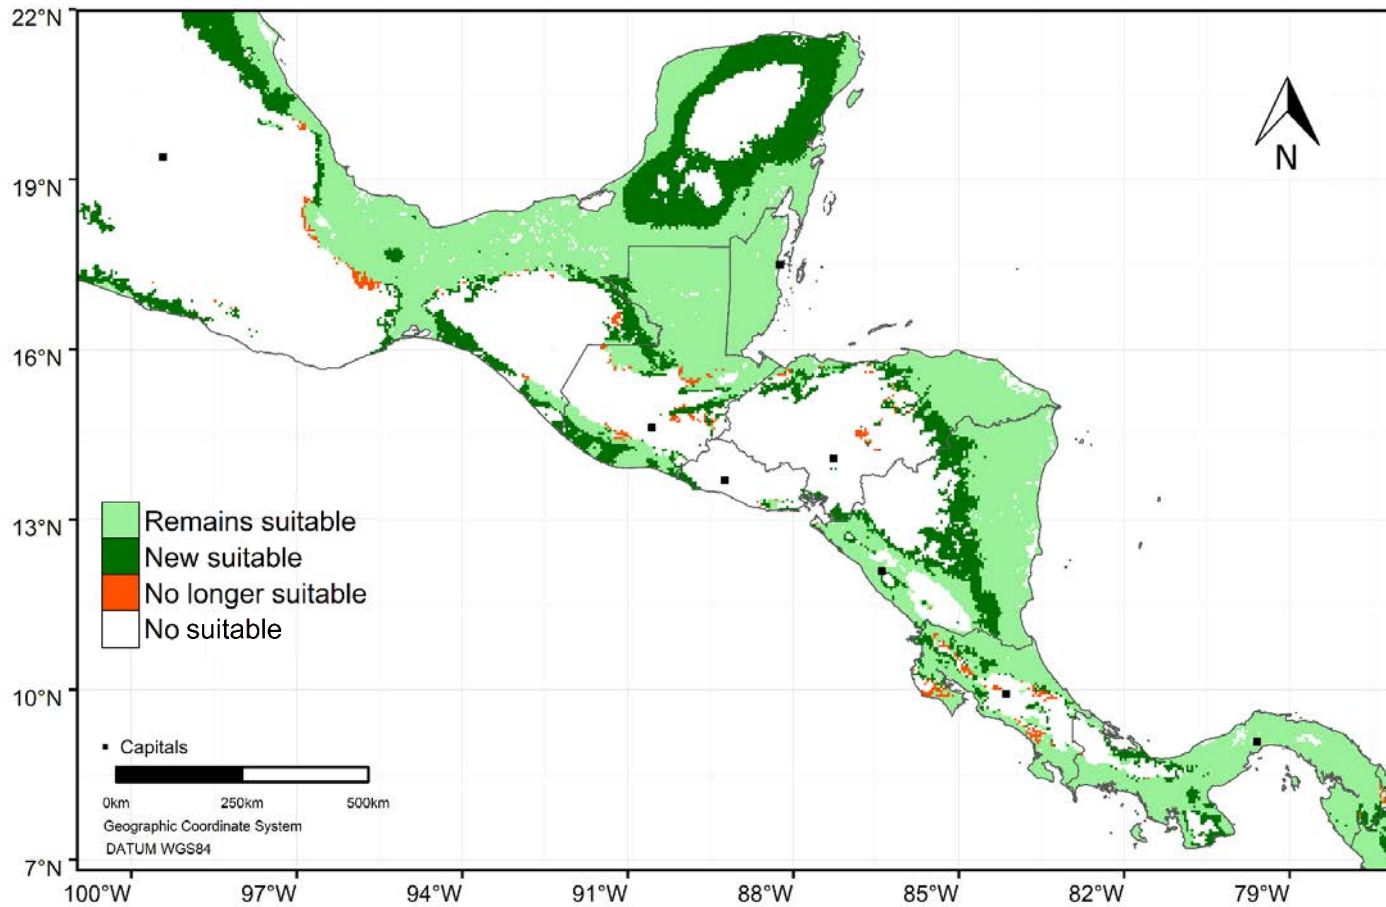 22°N
19°N
16°N
13°N
10°N
7°N
N
Remains suitable
New suitable
No longer suitable
No suitable
Capitals
0km 250km 500km
Geographic Coordinate System
DATUM WGS84
100°W 97°W 94°W 91°W 88°W 85°W 82°W 79°W